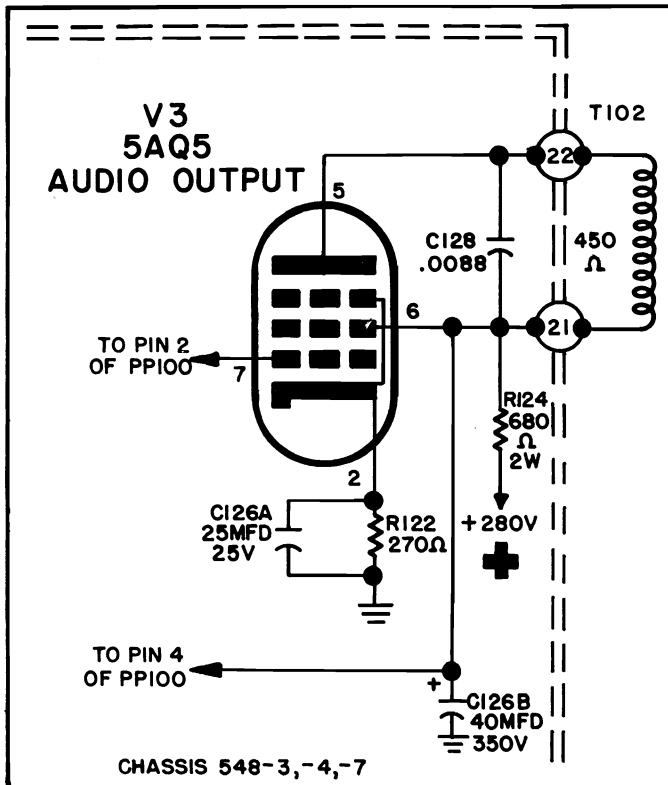 V3
5AQ5
AUDIO OUTPUT
T102
5
22
C128
.0088
450
Ω
6
21
TO PIN 2
OF PP100
7
R124
680
Ω
2W
2
C126A
25MFD
25V
R122
270Ω
+280V
TO PIN 4
OF PP100
+
C126B
40MFD
350V
CHASSIS 548-3,-4,-7